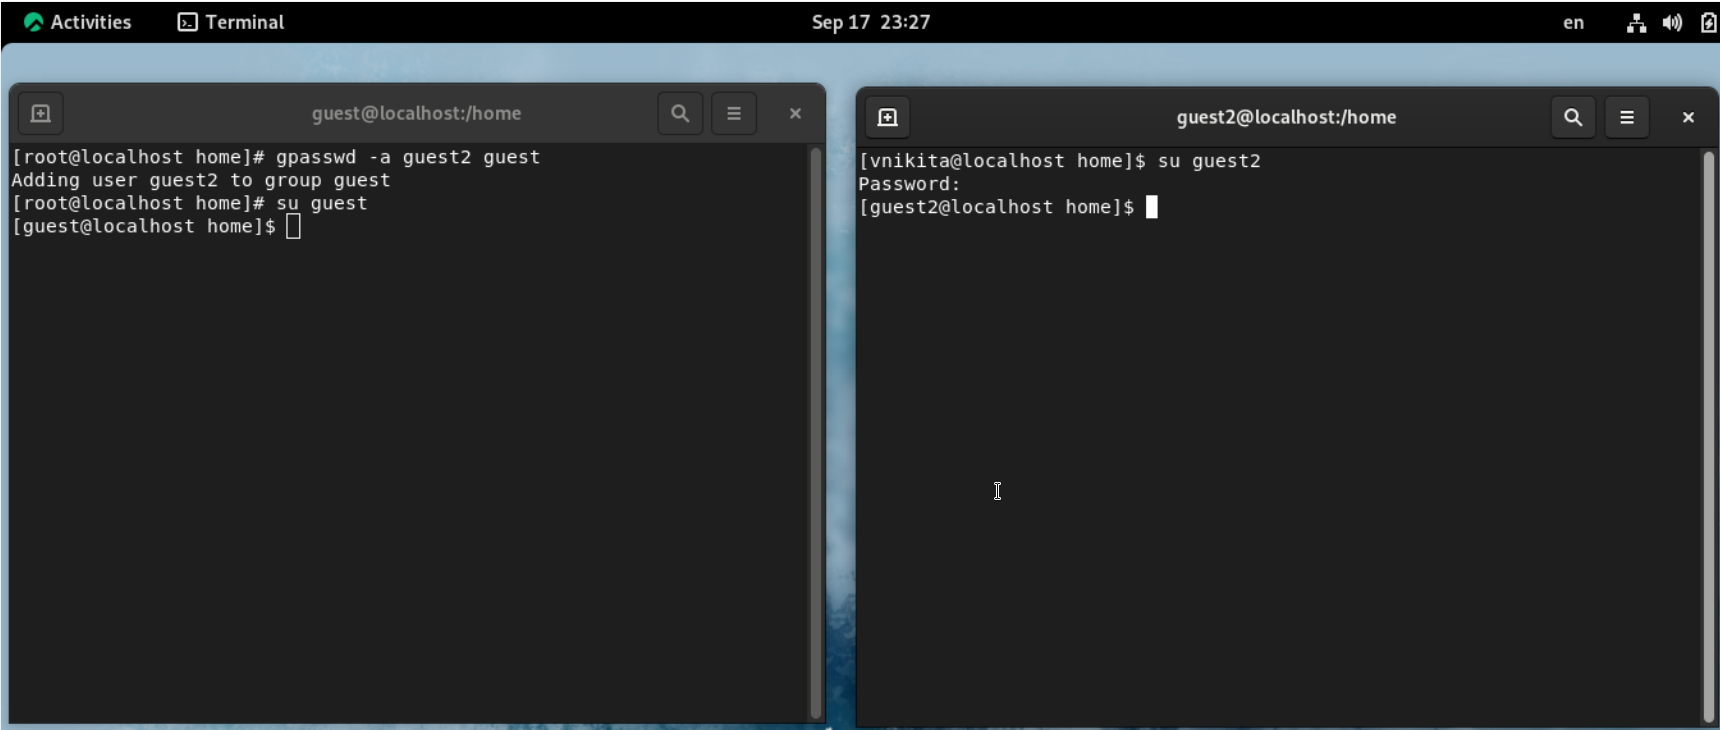 Activities Terminal Sep 17 23:27 en
guest@localhost:/home
[root@localhost home]# gpasswd -a guest2 guest
Adding user guest2 to group guest
[root@localhost home]# su guest
[guest@localhost home]$
guest2@localhost:/home
[vnikita@localhost home]$ su guest2
Password:
[guest2@localhost home]$